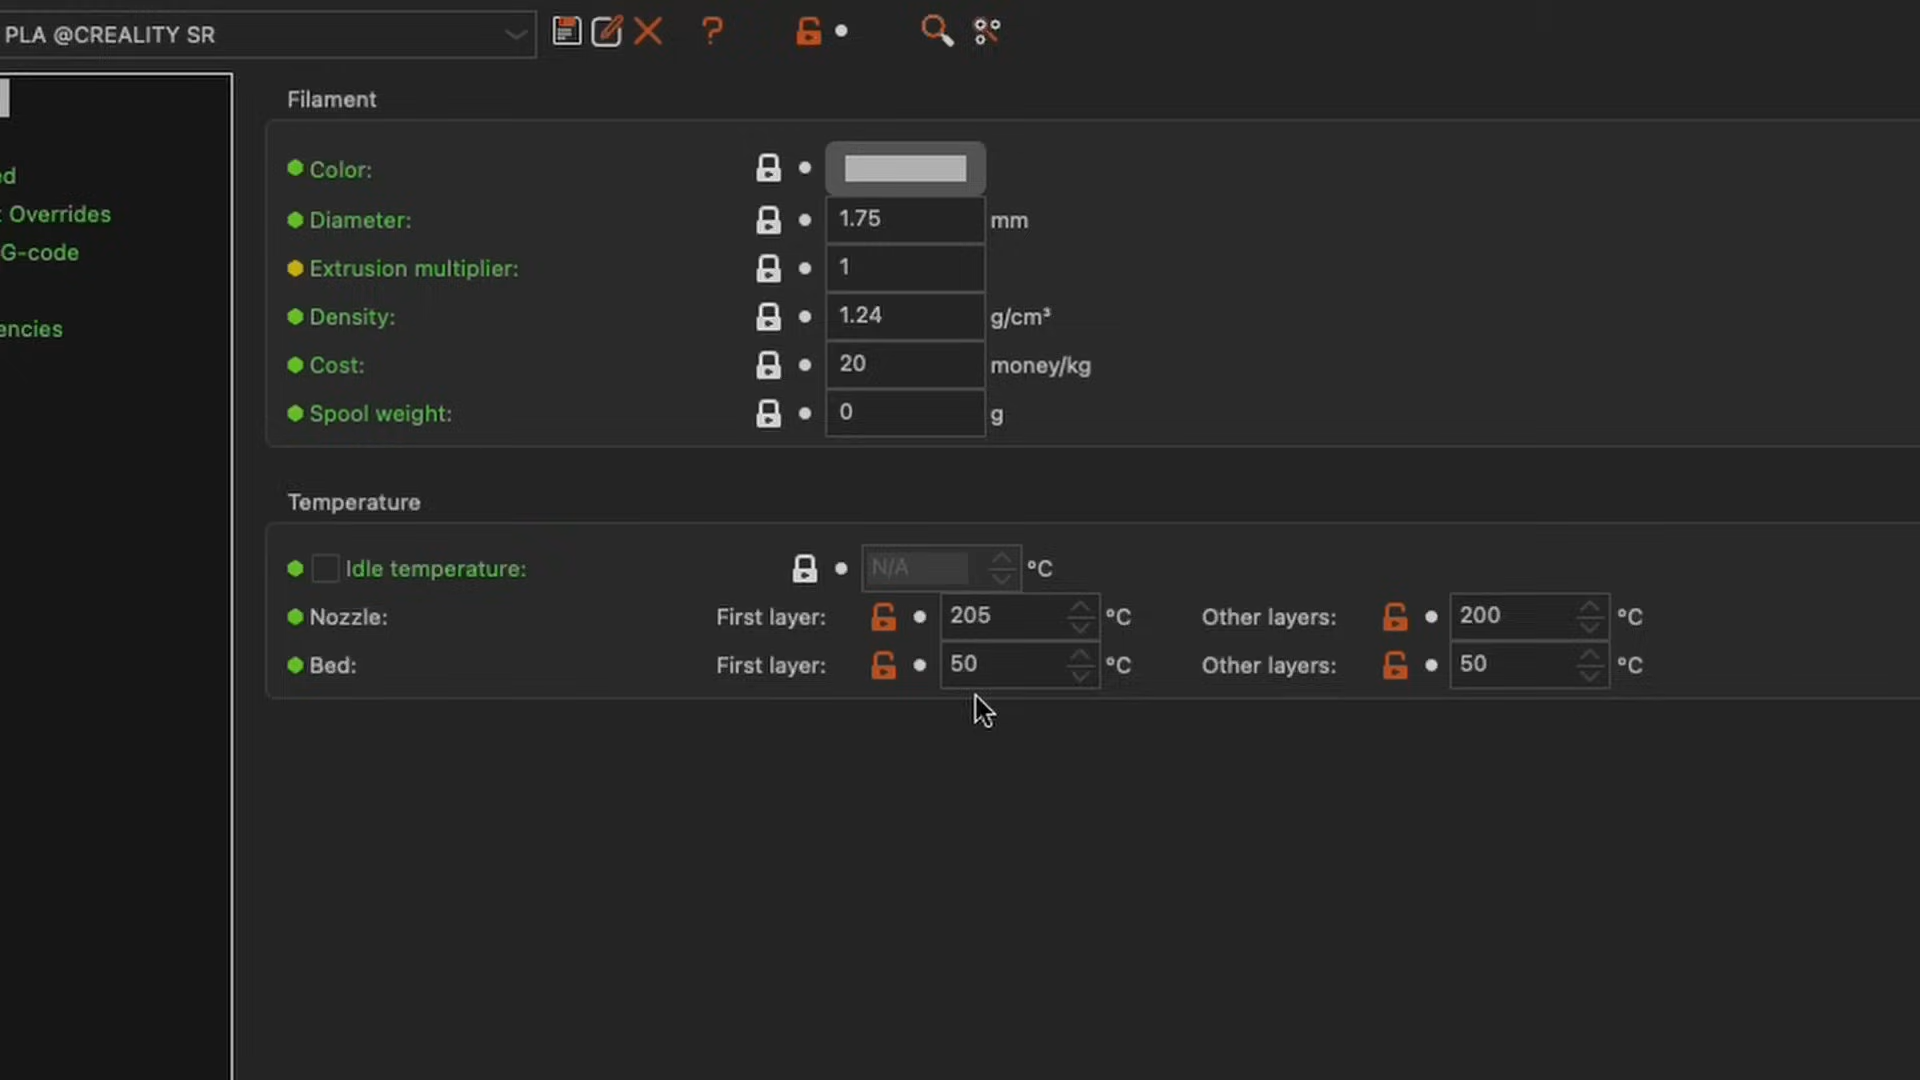 PLA @CREALITY SR
Filament
ed
Color:
Overrides
Diameter: 1.75 mm
G-code
Extrusion multiplier: 1
Density: 1.24 g/cm³
encies
Cost: 20 money/kg
Spool weight: 0 g
Temperature
Idle temperature: N/A °C
Nozzle: First layer: 205 °C Other layers: 200 °C
Bed: First layer: 50 °C Other layers: 50 °C